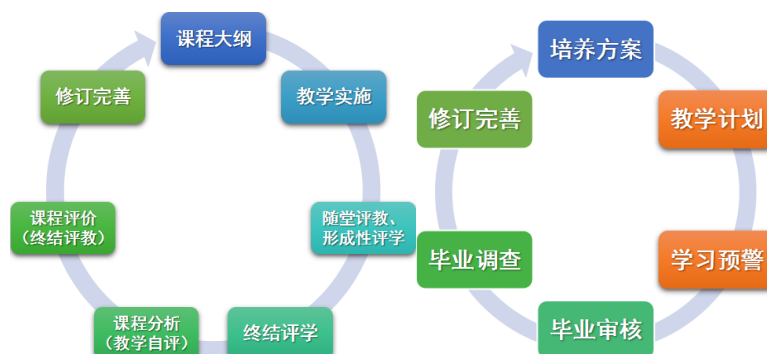 课程大纲
教学实施
随堂评教、
形成性评学
终结评学
课程分析
（教学自评）
课程评价
（终结评教）
修订完善
培养方案
教学计划
学习预警
毕业审核
毕业调查
修订完善